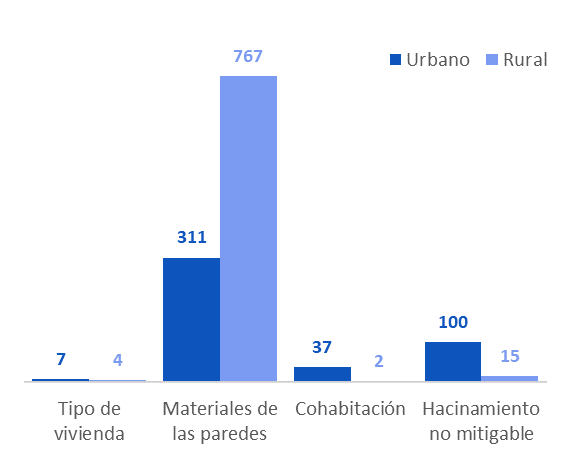 767
Urbano Rural
311
7 4 37 2 100 15
Tipo de vivienda
Materiales de las paredes
Cohabitación
Hacinamiento no mitigable